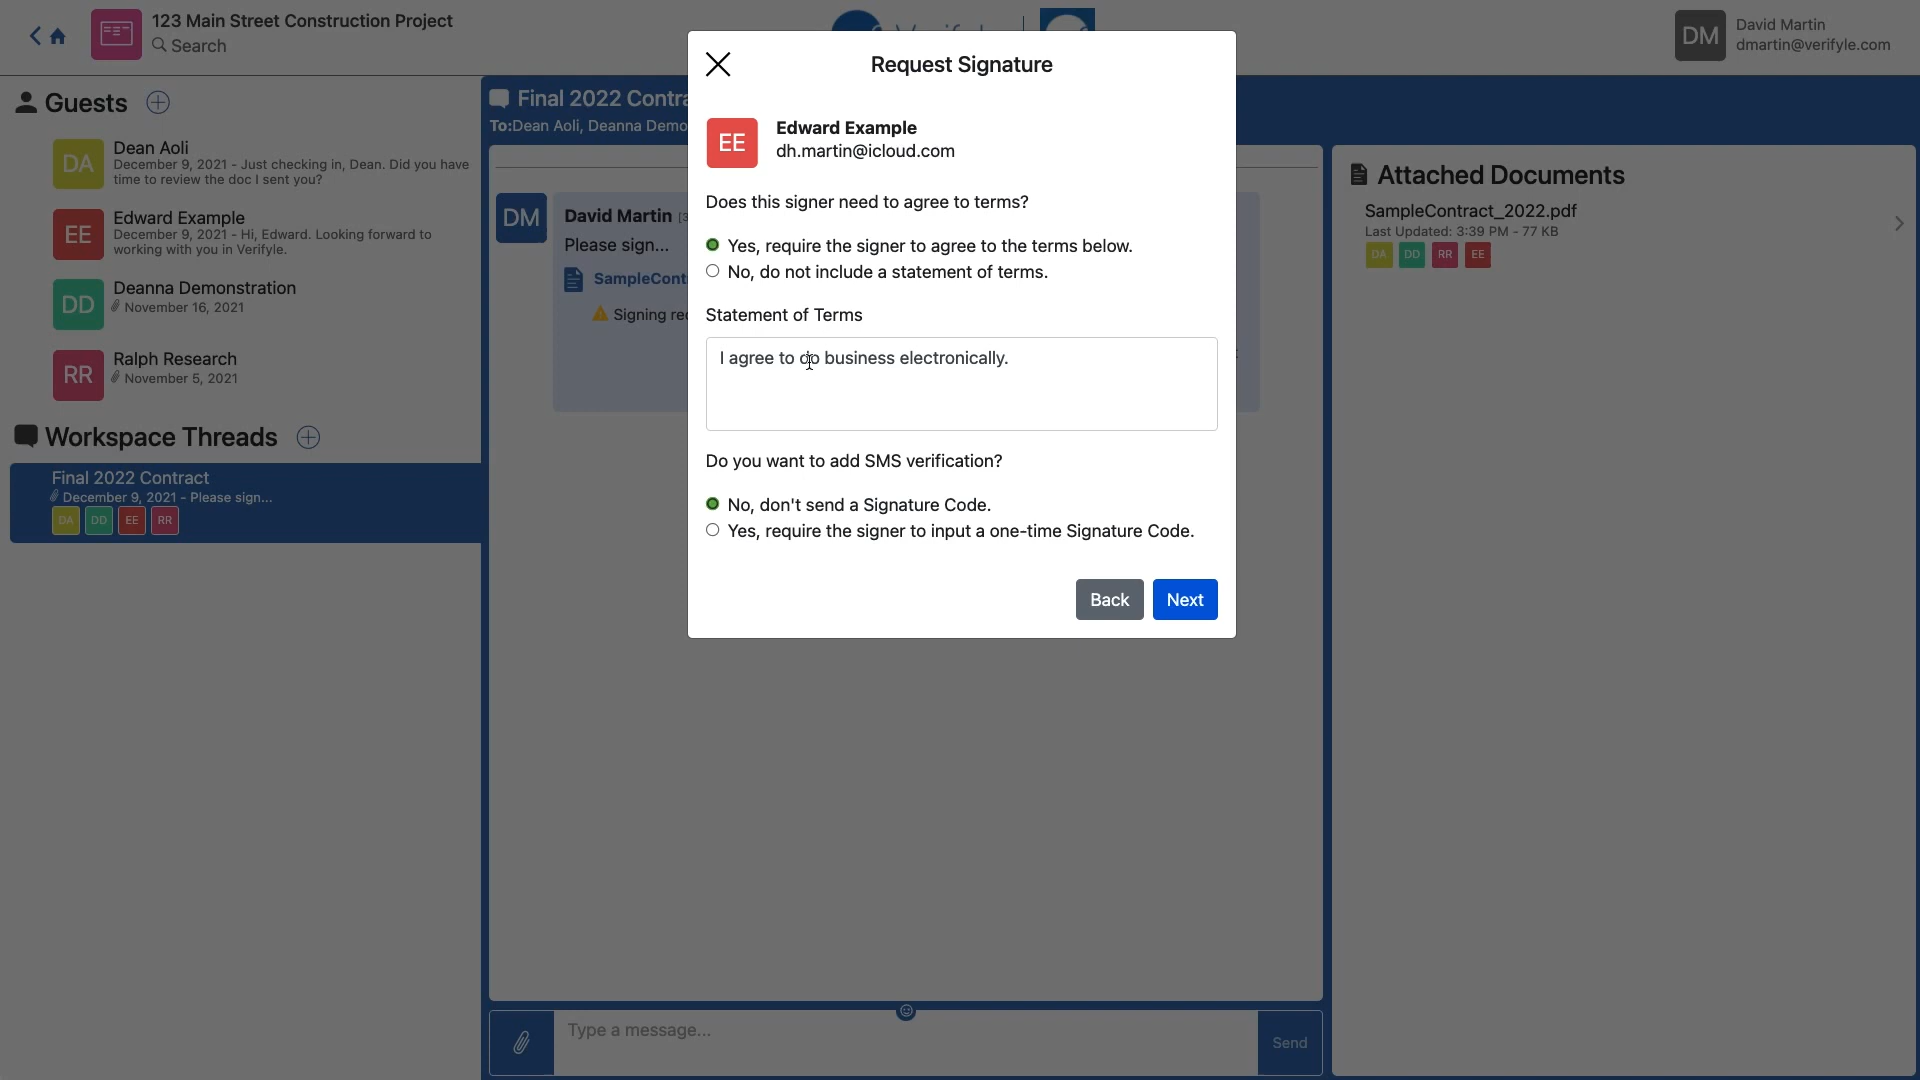 123 Main Street Construction Project
Search
DM
David Martin
dmartin@verifyle.com
Guests
DA
Dean Aoli
December 9, 2021 - Just checking in, Dean. Did you have
time to review the doc I sent you?
EE
Edward Example
December 9, 2021 - Hi, Edward. Looking forward to
working with you in Verifyle.
DD
Deanna Demonstration
November 16, 2021
RR
Ralph Research
November 5, 2021
Workspace Threads
Final 2022 Contract
December 9, 2021 - Please sign...
DA DD EE RR
Final 2022 Contra
To:Dean Aoli, Deanna Demo
DM
David Martin [3
Please sign...
SampleCont
Signing re
Request Signature
EE
Edward Example
dh.martin@icloud.com
Does this signer need to agree to terms?
Yes, require the signer to agree to the terms below.
No, do not include a statement of terms.
Statement of Terms
I agree to do business electronically.
Do you want to add SMS verification?
No, don't send a Signature Code.
Yes, require the signer to input a one-time Signature Code.
Back
Next
Type a message...
Send
Attached Documents
SampleContract_2022.pdf
Last Updated: 3:39 PM - 77 KB
DA DD RR EE